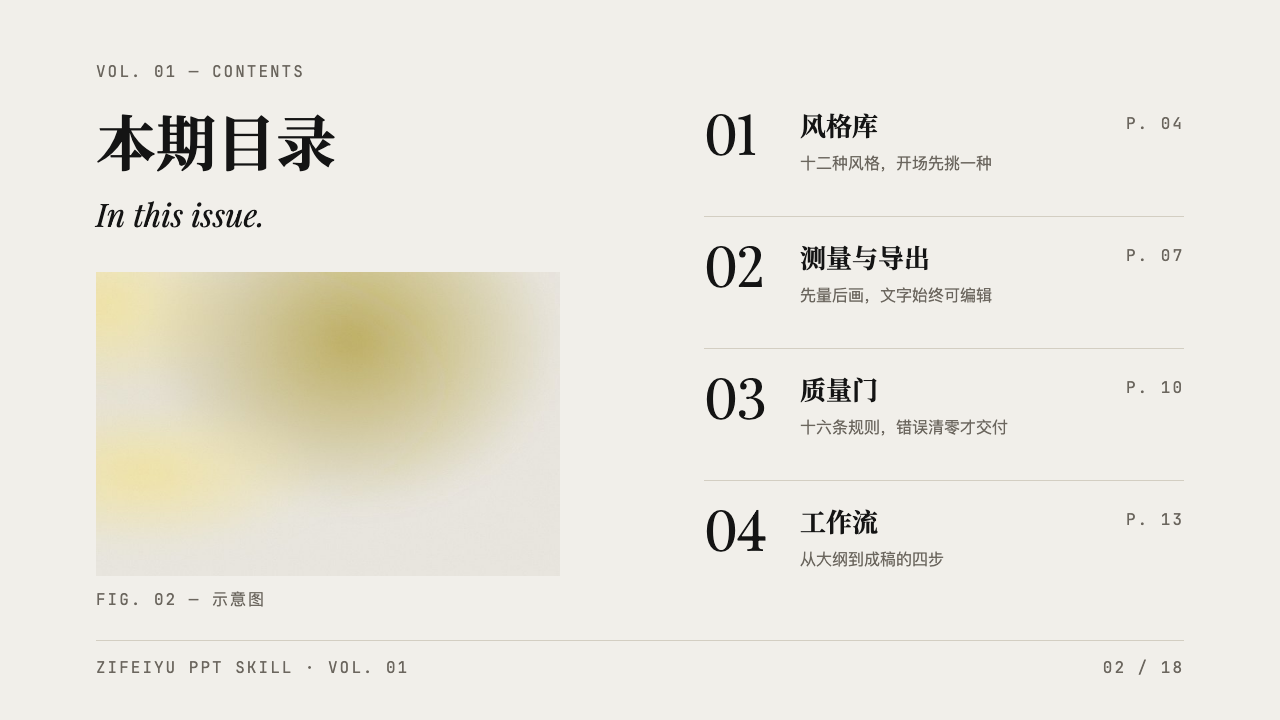 VOL. 01 — CONTENTS
本期目录
In this issue.
FIG. 02 — 示意图
01
风格库
P. 04
十二种风格，开场先挑一种
02
测量与导出
P. 07
先量后画，文字始终可编辑
03
质量门
P. 10
十六条规则，错误清零才交付
04
工作流
P. 13
从大纲到成稿的四步
ZIFEIYU PPT SKILL · VOL. 01
02 / 18